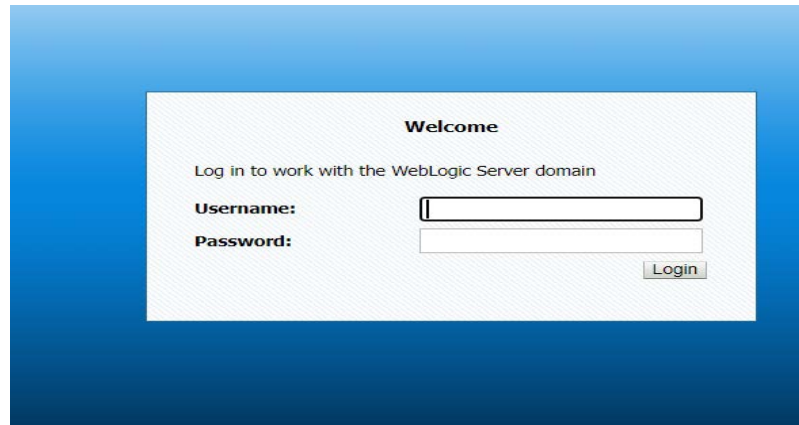 Welcome
Log in to work with the WebLogic Server domain
Username:
Password:
Login